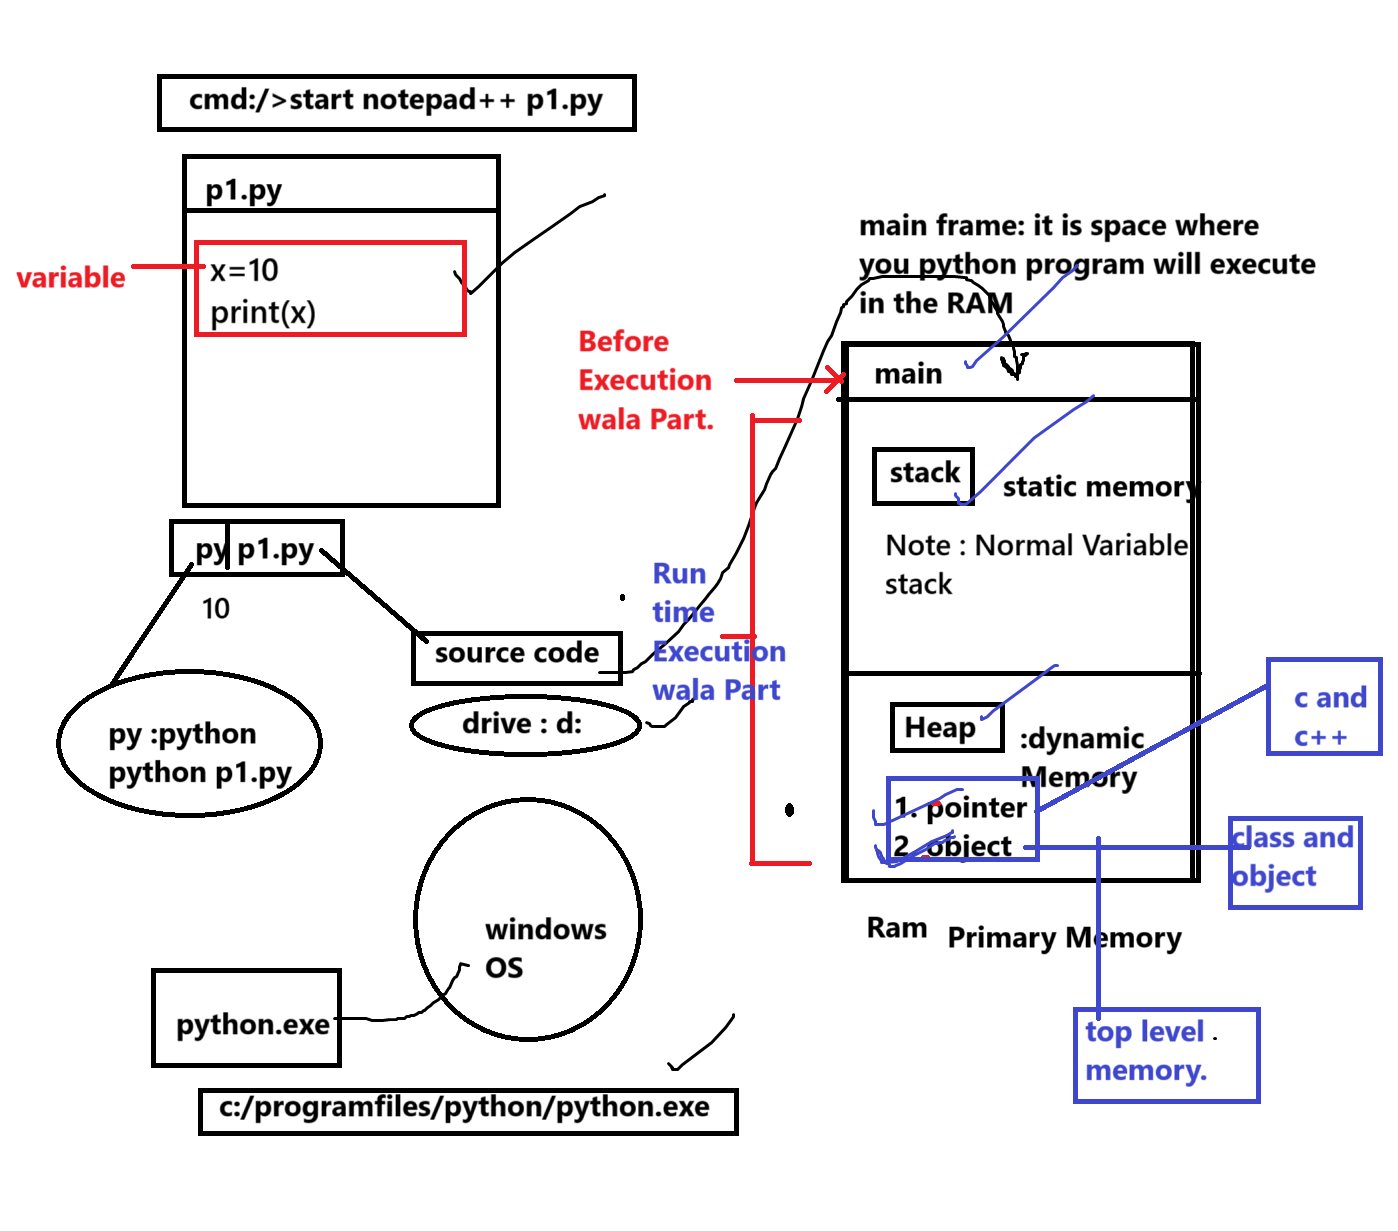 cmd:/>start notepad++ p1.py
p1.py
variable
x=10
print(x)
py p1.py
10
source code
drive : d:
py :python
python p1.py
windows
OS
python.exe
c:/programfiles/python/python.exe
main frame: it is space where
you python program will execute
in the RAM
Before
Execution
wala Part.
Run
time
Execution
wala Part
main
stack
static memory
Note : Normal Variable
stack
Heap
:dynamic
Memory
1. pointer
2. object
c and
c++
class and
object
Ram
Primary Memory
top level
memory.